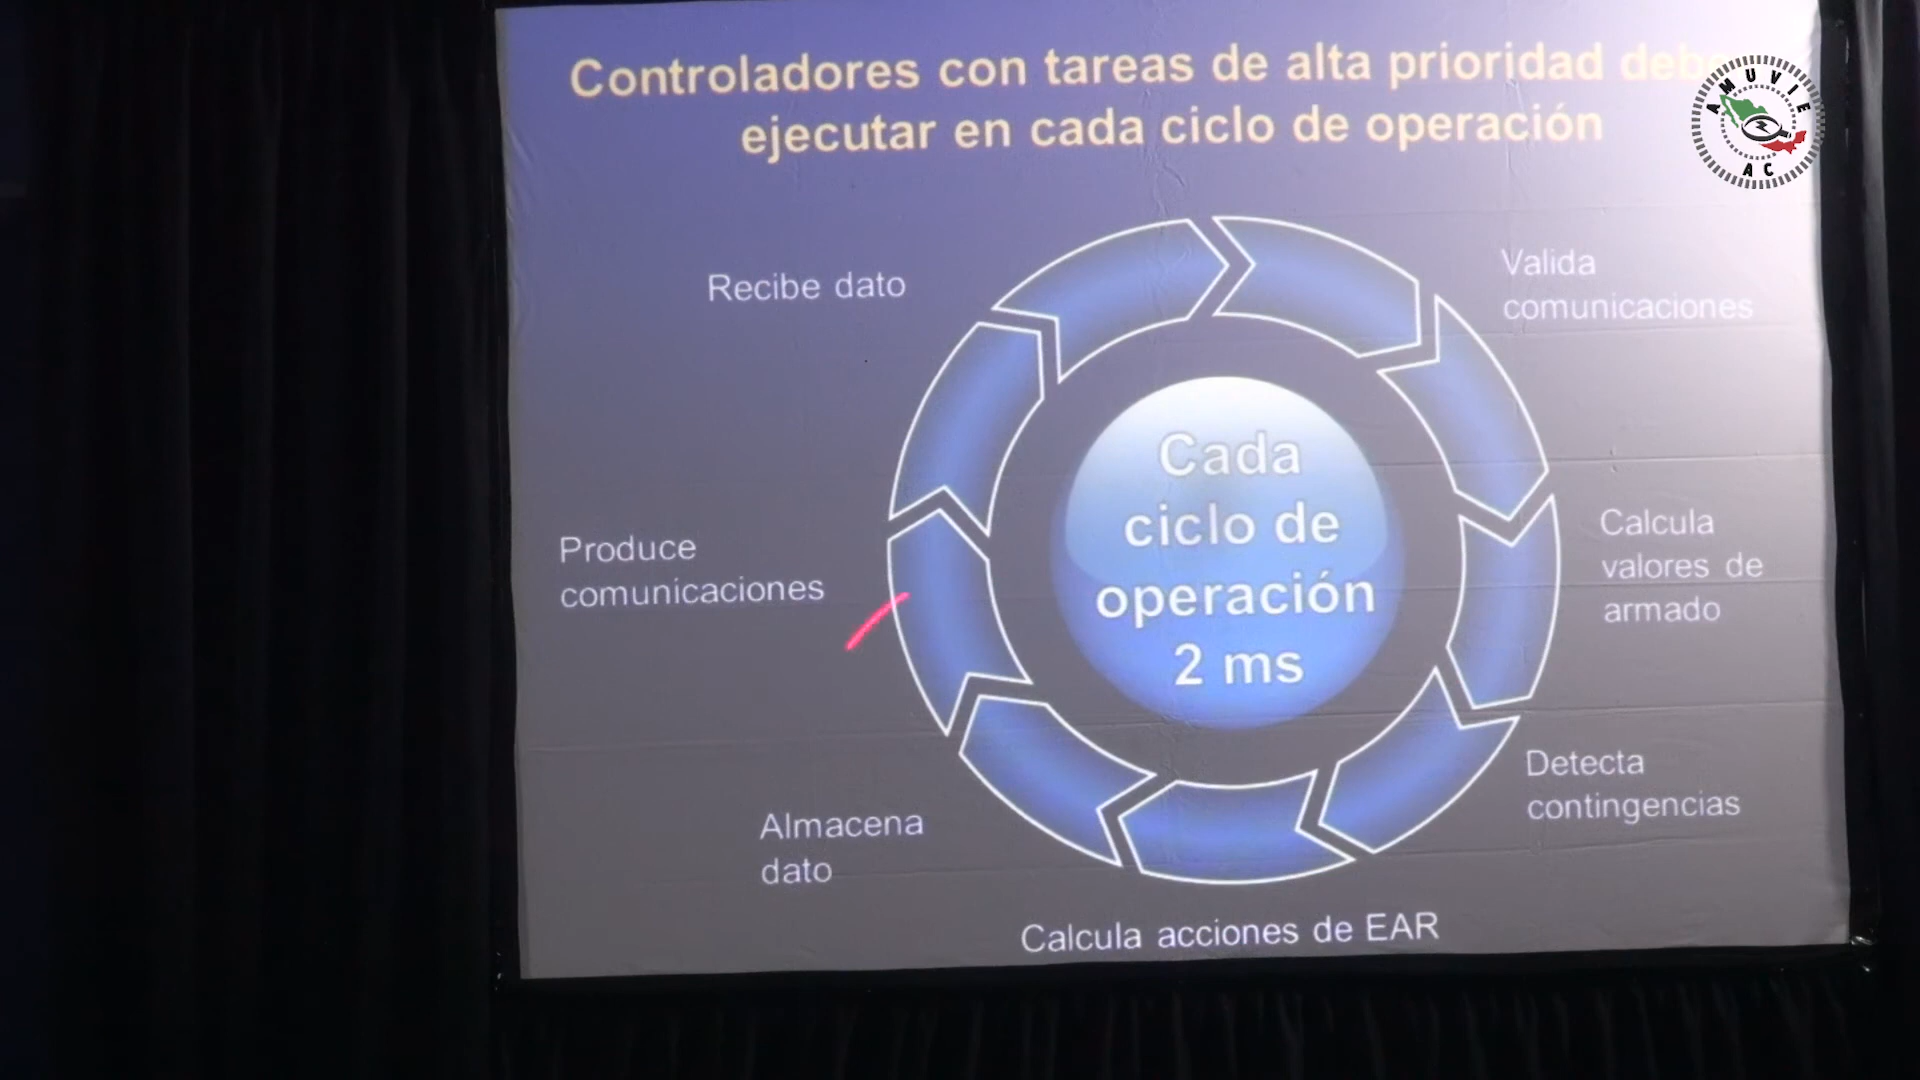 Controladores con tareas de alta prioridad
ejecutar en cada ciclo de operación
AMUVIE
AC
Recibe dato
Valida
comunicaciones
Cada
ciclo de
operación
2 ms
Calcula
valores de
armado
Produce
comunicaciones
Detecta
contingencias
Almacena
dato
Calcula acciones de EAR